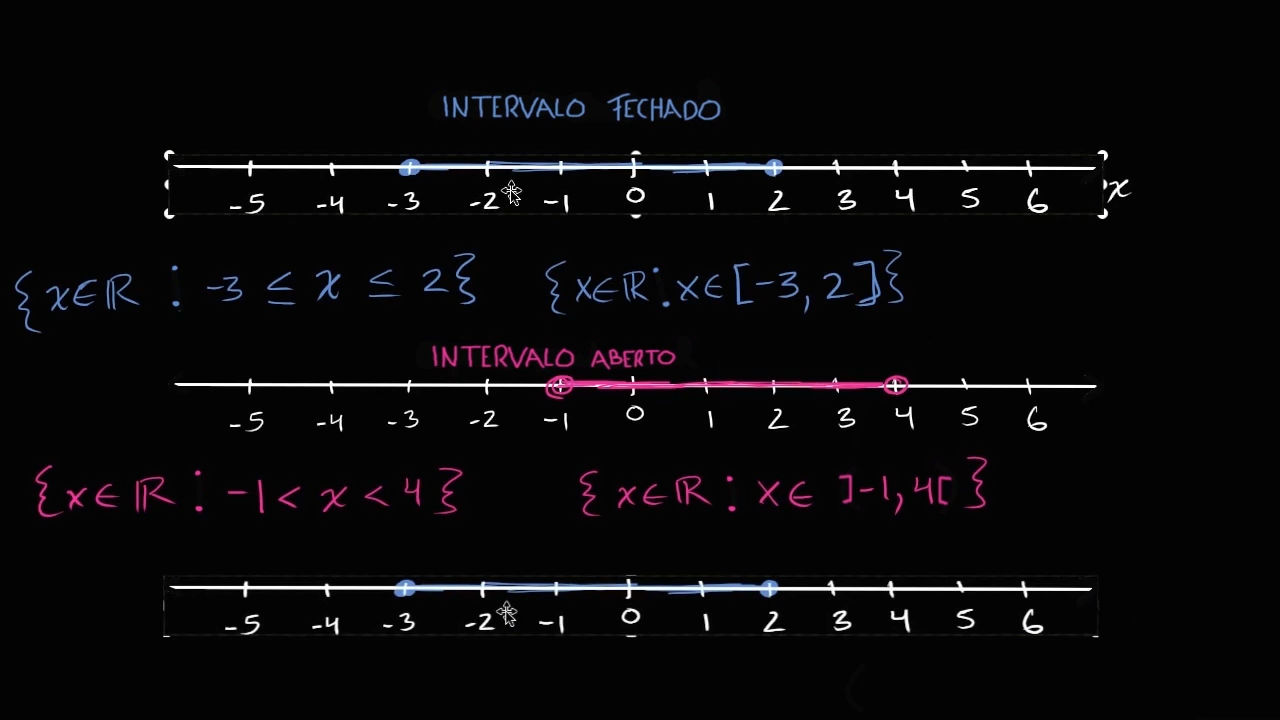 INTERVALO FECHADO
-5 -4 -3 -2 -1 0 1 2 3 4 5 6 x
{x∈ℝ : -3 ≤ x ≤ 2} {x∈ℝ : x∈[-3, 2]}
INTERVALO ABERTO
-5 -4 -3 -2 -1 0 1 2 3 4 5 6
{x∈ℝ : -1 < x < 4} {x∈ℝ : x∈ ]-1, 4[ }
-5 -4 -3 -2 -1 0 1 2 3 4 5 6